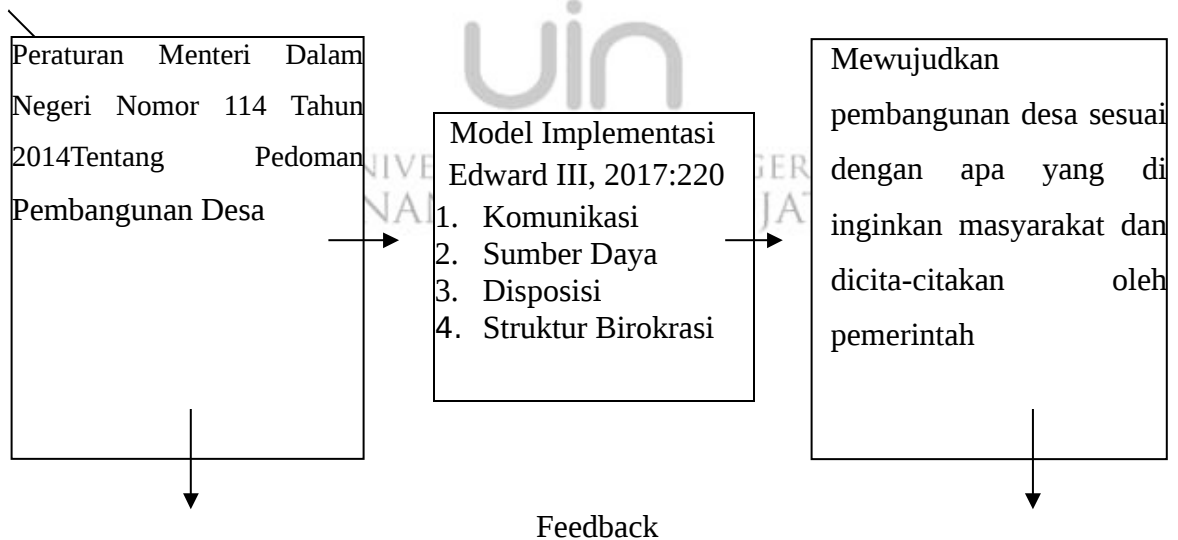 Peraturan Menteri Dalam
Negeri Nomor 114 Tahun
2014Tentang Pedoman
Pembangunan Desa
uin
Model Implementasi
Edward III, 2017:220
1. Komunikasi
2. Sumber Daya
3. Disposisi
4. Struktur Birokrasi
Mewujudkan
pembangunan desa sesuai
dengan apa yang di
inginkan masyarakat dan
dicita-citakan oleh
pemerintah
Feedback